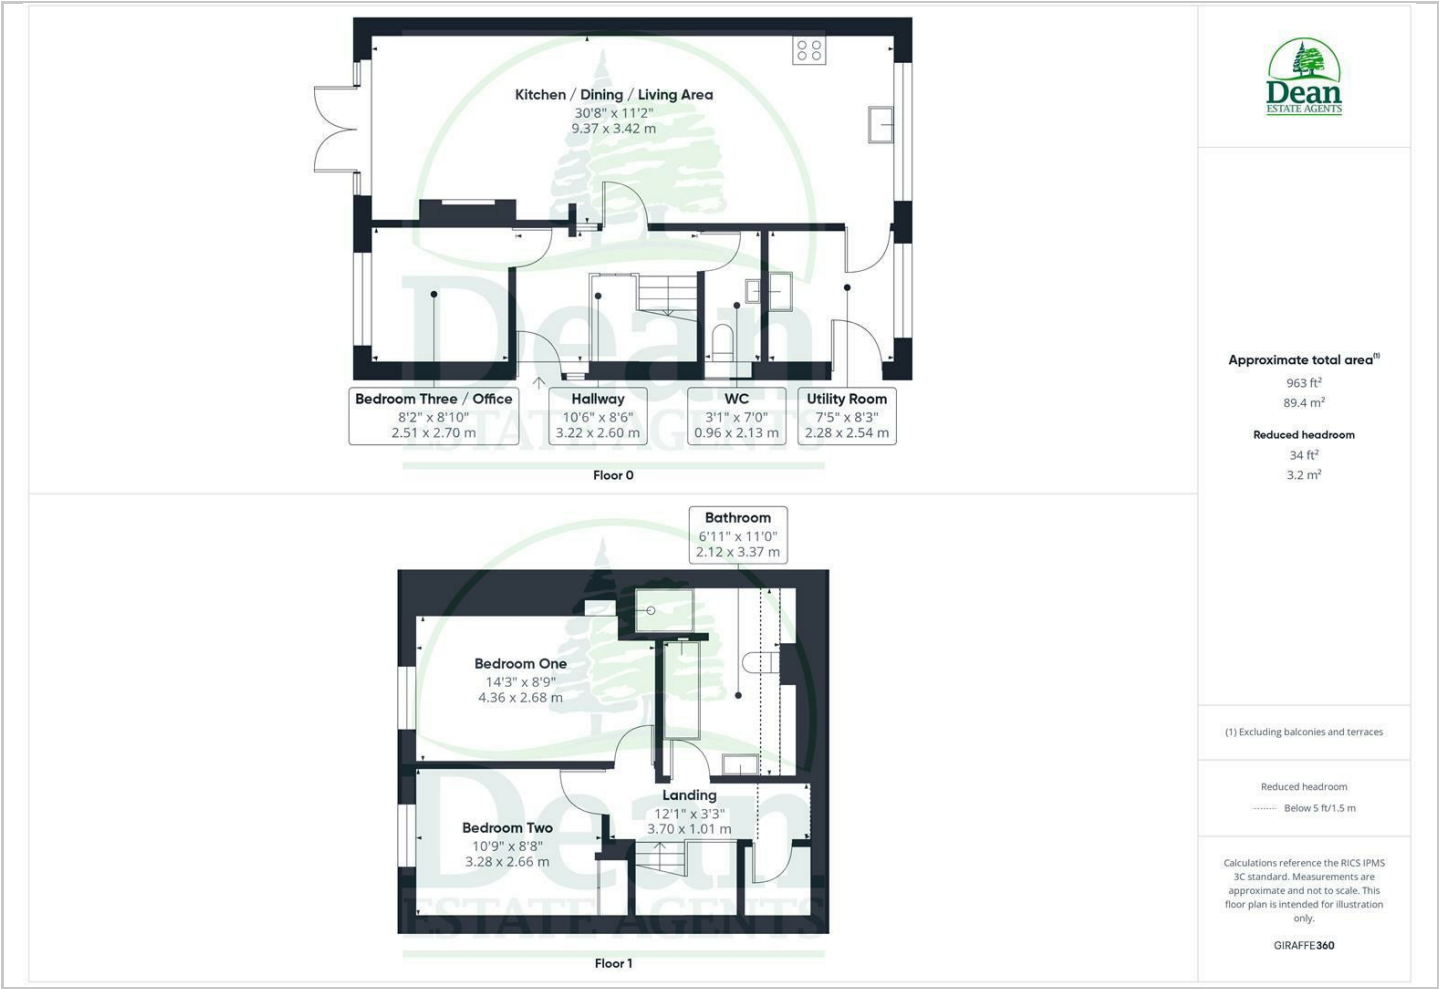 Kitchen / Dining / Living Area
30'8" x 11'2"
9.37 x 3.42 m
Bedroom Three / Office
8'2" x 8'10"
2.51 x 2.70 m
Hallway
10'6" x 8'6"
3.22 x 2.60 m
WC
3'1" x 7'0"
0.96 x 2.13 m
Utility Room
7'5" x 8'3"
2.28 x 2.54 m
Dean
ESTATE AGENTS
Floor 0
Bathroom
6'11" x 11'0"
2.12 x 3.37 m
Bedroom One
14'3" x 8'9"
4.36 x 2.68 m
Landing
12'1" x 3'3"
3.70 x 1.01 m
Bedroom Two
10'9" x 8'8"
3.28 x 2.66 m
Dean
ESTATE AGENTS
Floor 1
Dean
ESTATE AGENTS
Approximate total area(1)
963 ft²
89.4 m²
Reduced headroom
34 ft²
3.2 m²
(1) Excluding balconies and terraces
Reduced headroom
Below 5 ft/1.5 m
Calculations reference the RICS IPMS
3C standard. Measurements are
approximate and not to scale. This
floor plan is intended for illustration
only.
GIRAFFE360